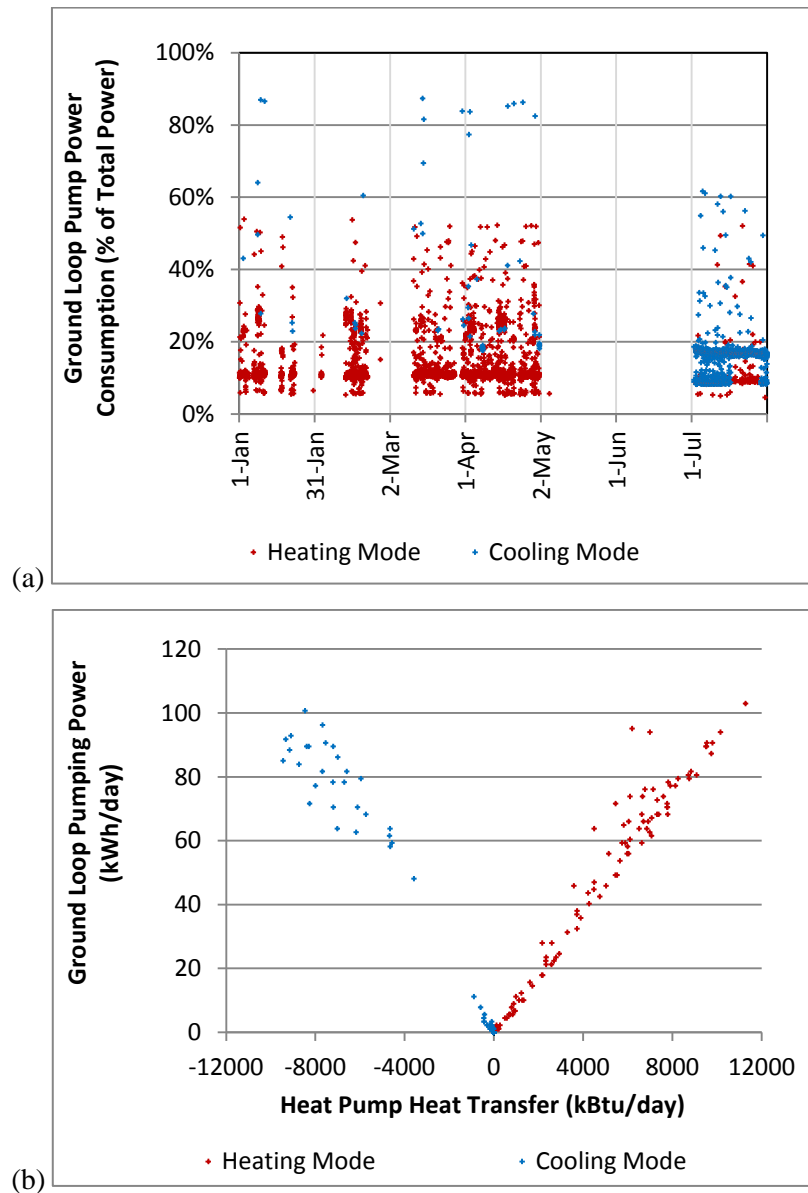 100%
80%
60%
40%
20%
0%
Ground Loop Pump Power
Consumption (% of Total Power)
1-Jan
31-Jan
2-Mar
1-Apr
2-May
1-Jun
1-Jul
Heating Mode
Cooling Mode
(a)
120
100
80
60
40
20
0
Ground Loop Pumping Power
(kWh/day)
-12000 -8000 -4000 0 4000 8000 12000
Heat Pump Heat Transfer (kBtu/day)
Heating Mode
Cooling Mode
(b)